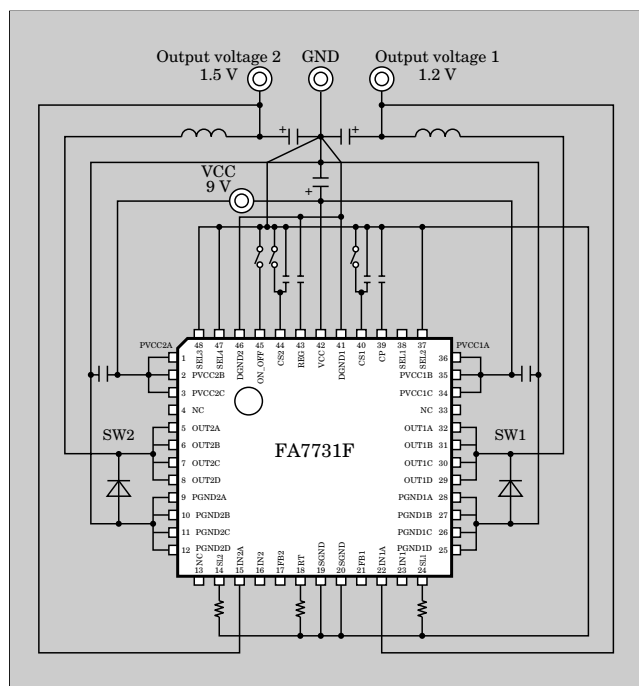 Output voltage 2
1.5 V
GND
Output voltage 1
1.2 V
+
+
VCC
9 V
+
PVCC2A
48
47
46
45
44
43
42
41
40
39
38
37
PVCC1A
SEL3
SEL4
DGND2
ON_OFF
CS2
REG
VCC
DGND1
CS1
CP
SEL1
SEL2
1
2 PVCC2B
3 PVCC2C
4 NC
5 OUT2A
6 OUT2B
7 OUT2C
8 OUT2D
9 PGND2A
10 PGND2B
11 PGND2C
12 PGND2D
36
PVCC1B 35
PVCC1C 34
NC 33
OUT1A 32
OUT1B 31
OUT1C 30
OUT1D 29
PGND1A 28
PGND1B 27
PGND1C 26
PGND1D 25
SW2
FA7731F
SW1
NC
SL2
IN2A
IN2
FB2
RT
SGND
SGND
FB1
IN1A
IN1
SL1
13
14
15
16
17
18
19
20
21
22
23
24